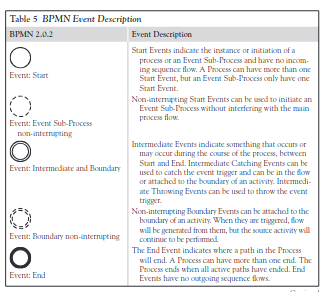 Table 5 BPMN Event Description
BPMN 2.0.2
Event Description
Event: Start
Start Events indicate the instance or initiation of
a process or an Event Sub-Process and have no incom-
ing sequence flow. A Process can have more than one
Start Event, but an Event Sub-Process only have one
Start Event.
Event: Event Sub-Process
non-interrupting
Non-interrupting Start Events can be used to initiate an
Event Sub-Process without interfering with the main
process flow.
Event: Intermediate and Boundary
Intermediate Events indicate something that occurs or
may occur during the course of the process, between
Start and End. Intermediate Catching Events can be
used to catch the event trigger and can be in the flow
or attached to the boundary of an activity. Intermedi-
ate Throwing Events can be used to throw the event
trigger.
Event: Boundary non-interrupting
Non-interrupting Boundary Events can be attached to the
boundary of an activity. When they are triggered, flow
will be generated from them, but the source activity will
continue to be performed.
Event: End
The End Event indicates where a path in the Process
will end. A Process can have more than one end. The
Process ends when all active paths have ended. End
Events have no outgoing sequence flows.